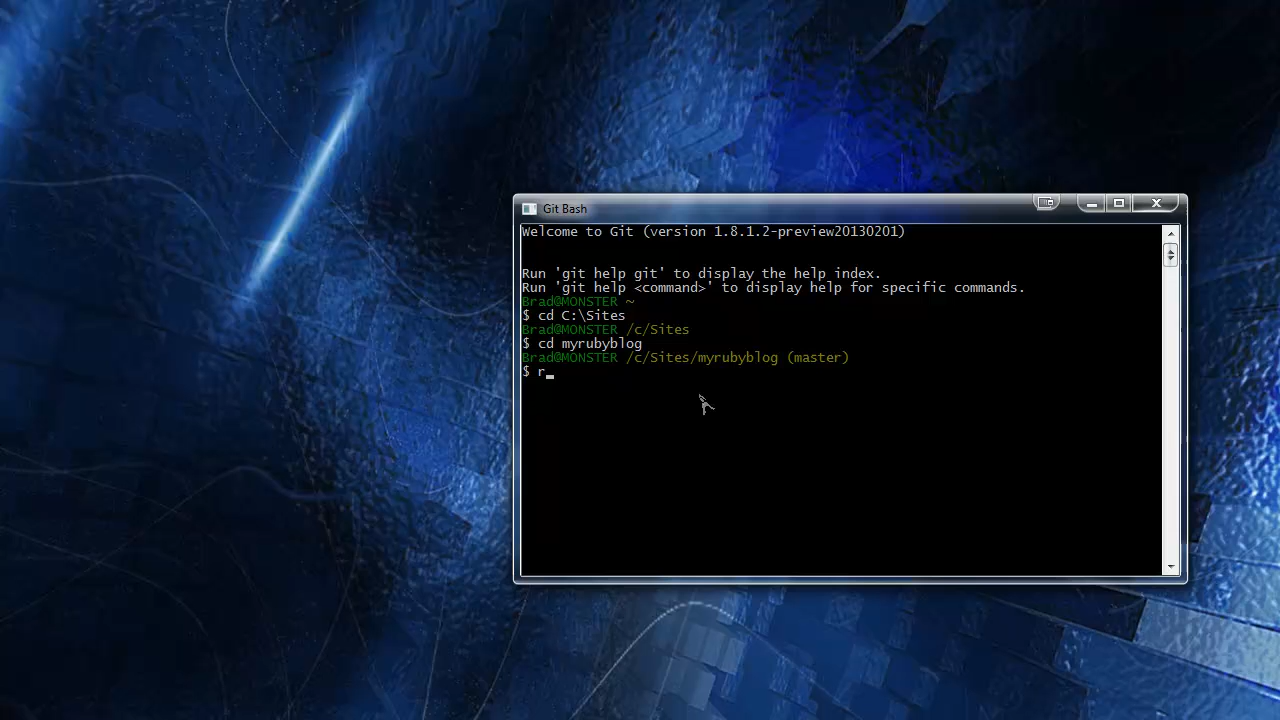 Git Bash
Welcome to Git (version 1.8.1.2-preview20130201)
Run 'git help git' to display the help index.
Run 'git help <command>' to display help for specific commands.
Brad@MONSTER ~
$ cd C:\Sites
Brad@MONSTER /c/Sites
$ cd myrubyblog
Brad@MONSTER /c/Sites/myrubyblog (master)
$ r